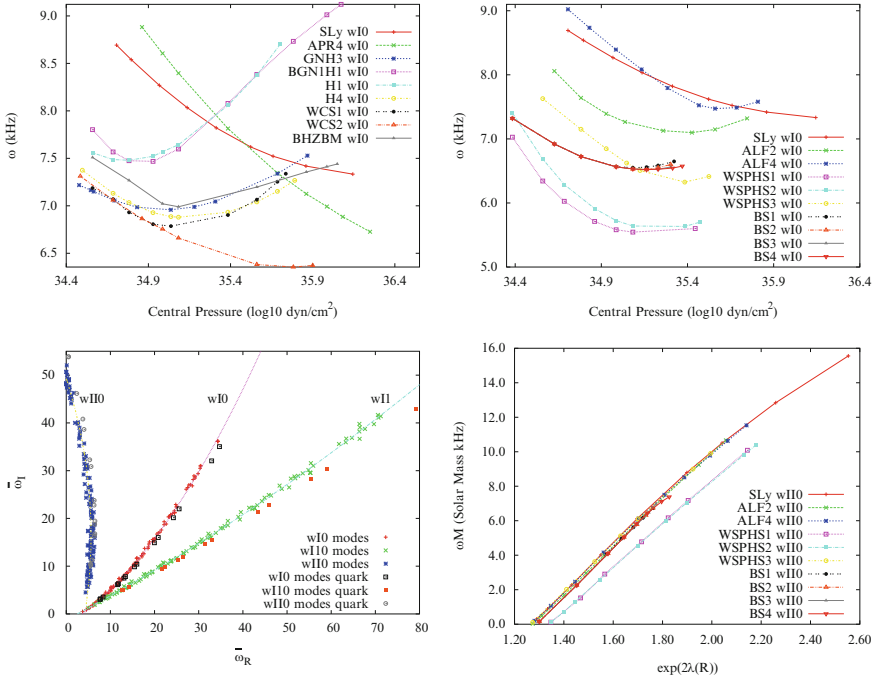 9.0
8.5
8.0
7.5
7.0
6.5
ω (kHz)
34.4 34.9 35.4 35.9 36.4
Central Pressure (log10 dyn/cm²)
SLy wI0
APR4 wI0
GNH3 wI0
BGN1H1 wI0
H1 wI0
H4 wI0
WCS1 wI0
WCS2 wI0
BHZBM wI0
9.0
8.0
7.0
6.0
5.0
ω (kHz)
34.4 34.9 35.4 35.9 36.4
Central Pressure (log10 dyn/cm²)
SLy wI0
ALF2 wI0
ALF4 wI0
WSPHS1 wI0
WSPHS2 wI0
WSPHS3 wI0
BS1 wI0
BS2 wI0
BS3 wI0
BS4 wI0
50
40
30
20
10
0
ω̅_I
0 10 20 30 40 50 60 70 80
ω̅_R
wII0
wI0
wI1
wI0 modes
wI10 modes
wII0 modes
wI0 modes quark
wI10 modes quark
wII0 modes quark
16.0
14.0
12.0
10.0
8.0
6.0
4.0
2.0
0.0
ωM (Solar Mass kHz)
1.20 1.40 1.60 1.80 2.00 2.20 2.40 2.60
exp(2λ(R))
SLy wII0
ALF2 wII0
ALF4 wII0
WSPHS1 wII0
WSPHS2 wII0
WSPHS3 wII0
BS1 wII0
BS2 wII0
BS3 wII0
BS4 wII0